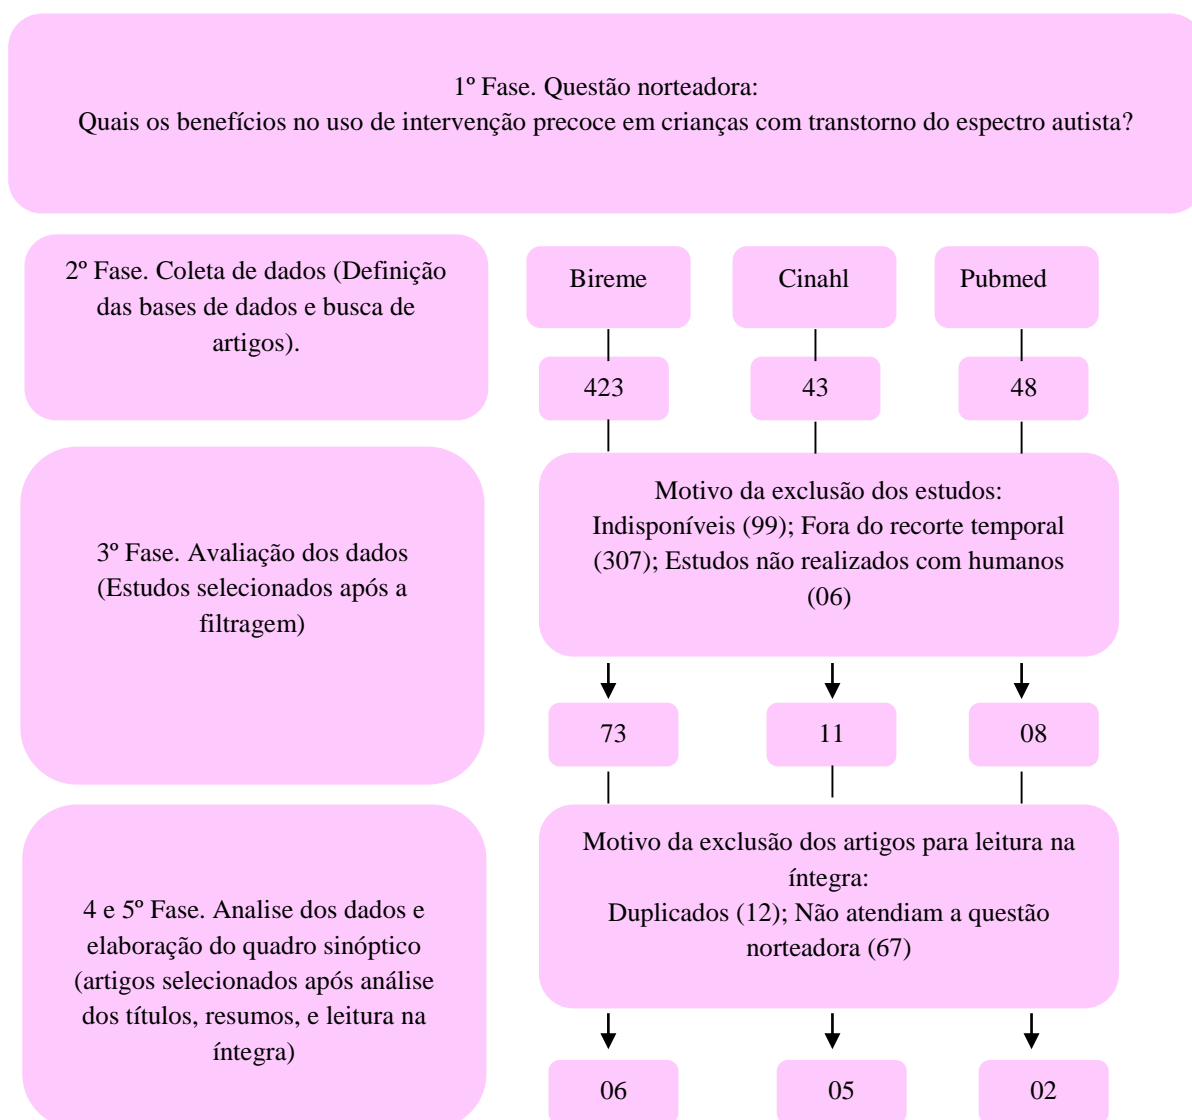 1º Fase. Questão norteadora:
Quais os benefícios no uso de intervenção precoce em crianças com transtorno do espectro autista?
2º Fase. Coleta de dados (Definição
das bases de dados e busca de
artigos).
Bireme
Cinahl
Pubmed
423
43
48
3º Fase. Avaliação dos dados
(Estudos selecionados após a
filtragem)
Motivo da exclusão dos estudos:
Indisponíveis (99); Fora do recorte temporal
(307); Estudos não realizados com humanos
(06)
73
11
08
4 e 5º Fase. Analise dos dados e
elaboração do quadro sinóptico
(artigos selecionados após análise
dos títulos, resumos, e leitura na
íntegra)
Motivo da exclusão dos artigos para leitura na
íntegra:
Duplicados (12); Não atendiam a questão
norteadora (67)
06
05
02